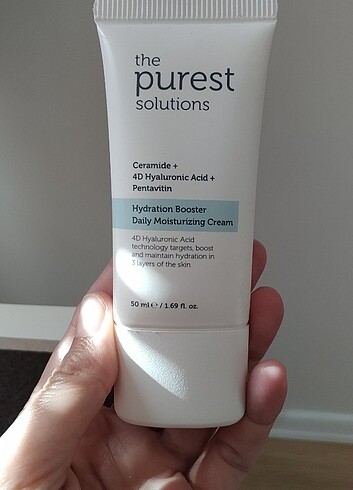 the
purest
solutions
Ceramide +
4D Hyaluronic Acid +
Pentavitin
Hydration Booster
Daily Moisturizing Cream
4D Hyaluronic Acid
technology targets, boost
and maintain hydration in
3 layers of the skin
50 ml ℮ / 1.69 fl. oz.